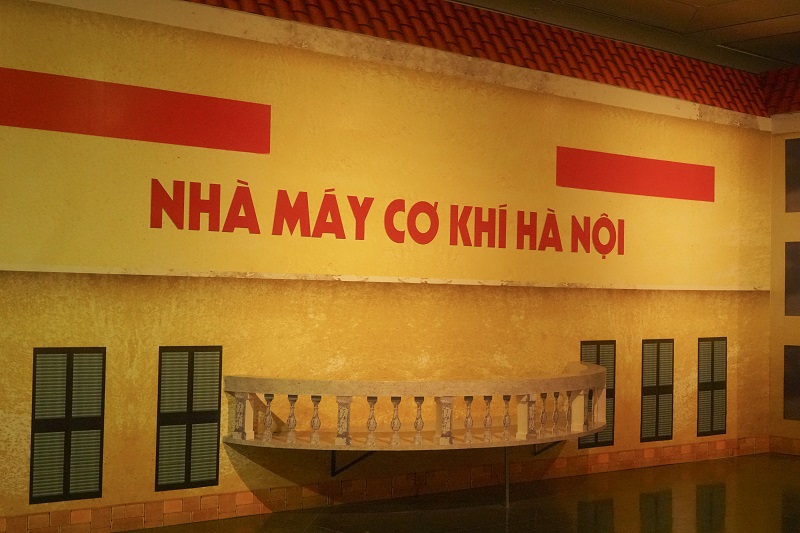 NHÀ MÁY CƠ KHÍ HÀ NỘI